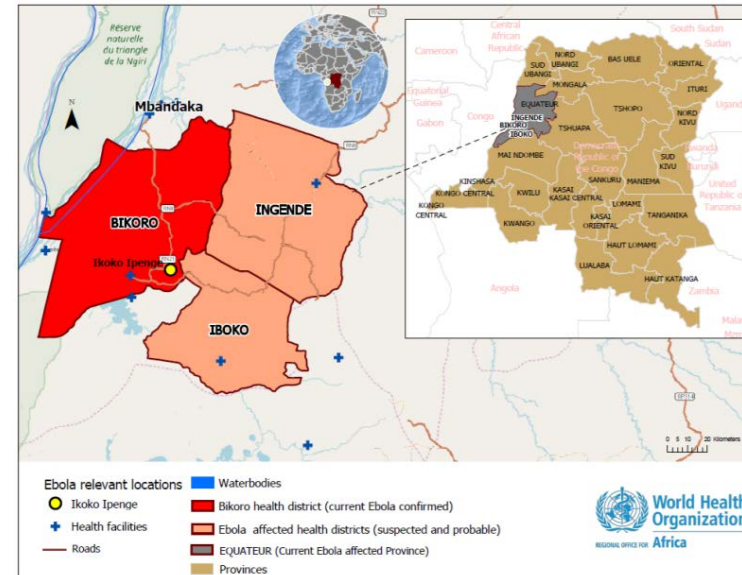 Réserve
naturelle
du triangle
de la Ngiri
N
Mbandaka
BIKORO
INGENDE
Ikoko Ipenge
IBOKO
Central
African
Republic
South Sudan
Sudan
Cameroon
Equatorial
Guinea
Gabon
Congo
Uganda
Rwanda
Burundi
United
Republic of
Tanzania
Angola
Zambia
Democratic
Republic of
the Congo
NORD
UBANGI
SUD
UBANGI
BAS UELE
ORIENTAL
MONGALA
ITURI
EQUATEUR
INGENDE
BIKORO
IBOKO
TSHOPO
TSHUAPA
NORD
KIVU
MAI NDOMBE
SUD
KIVU
KINSHASA
KONGO CENTRAL
KONGO
CENTRAL
KWILU
KASAI
KASAI CENTRAL
SANKURU
MANIEMA
KWANGO
KASAI
ORIENTAL
LOMAMI
TANGANIKA
HAUT LOMAMI
LUALABA
HAUT KATANGA
0 5 10 20 Kilometers
Ebola relevant locations
Ikoko Ipenge
Health facilities
Roads
Waterbodies
Bikoro health district (current Ebola confirmed)
Ebola affected health districts (suspected and probable)
EQUATEUR (Current Ebola affected Province)
Provinces
World Health
Organization
REGIONAL OFFICE FOR Africa